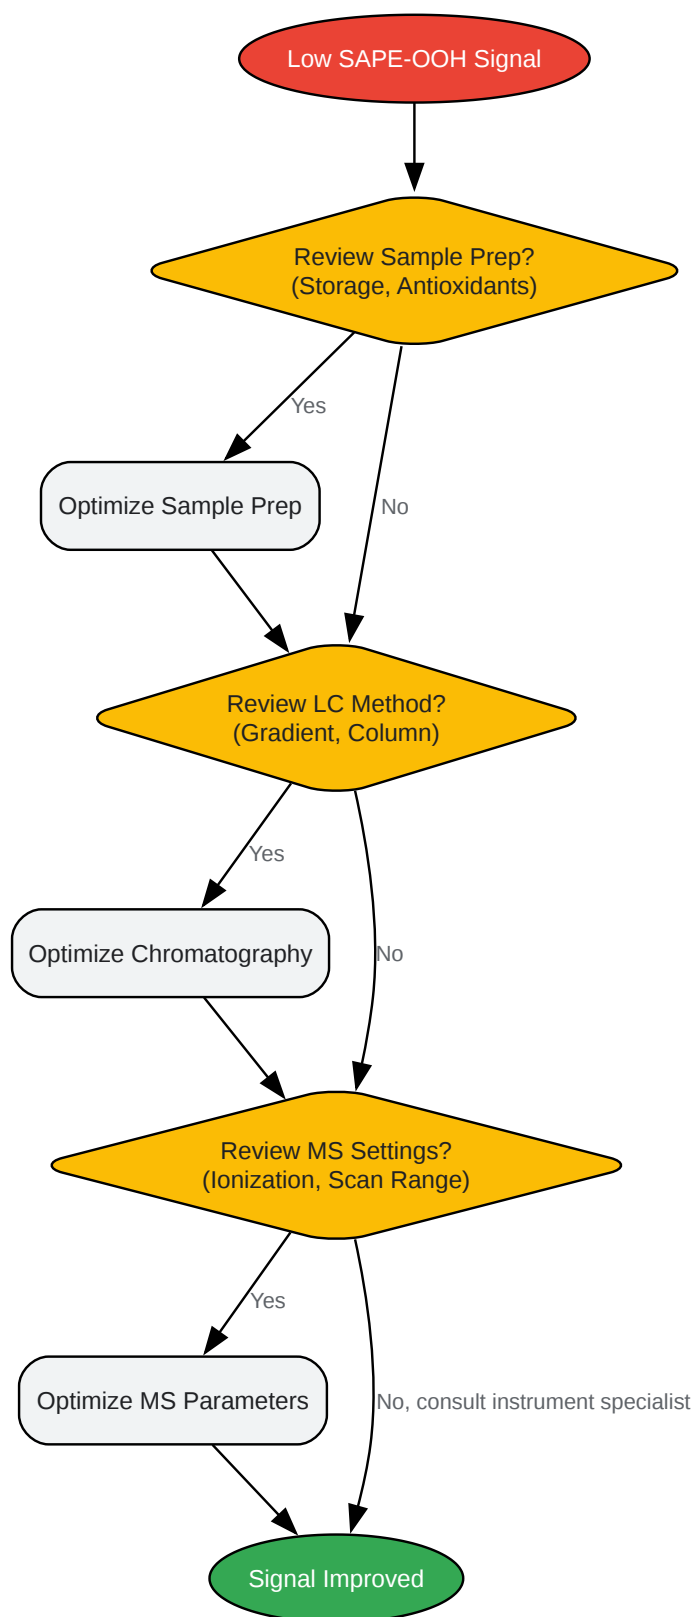 Low SAPE-OOH Signal
Review Sample Prep?
(Storage, Antioxidants)
Yes
Optimize Sample Prep
No
Review LC Method?
(Gradient, Column)
Yes
Optimize Chromatography
No
Review MS Settings?
(Ionization, Scan Range)
Yes
Optimize MS Parameters
No, consult instrument specialist
Signal Improved